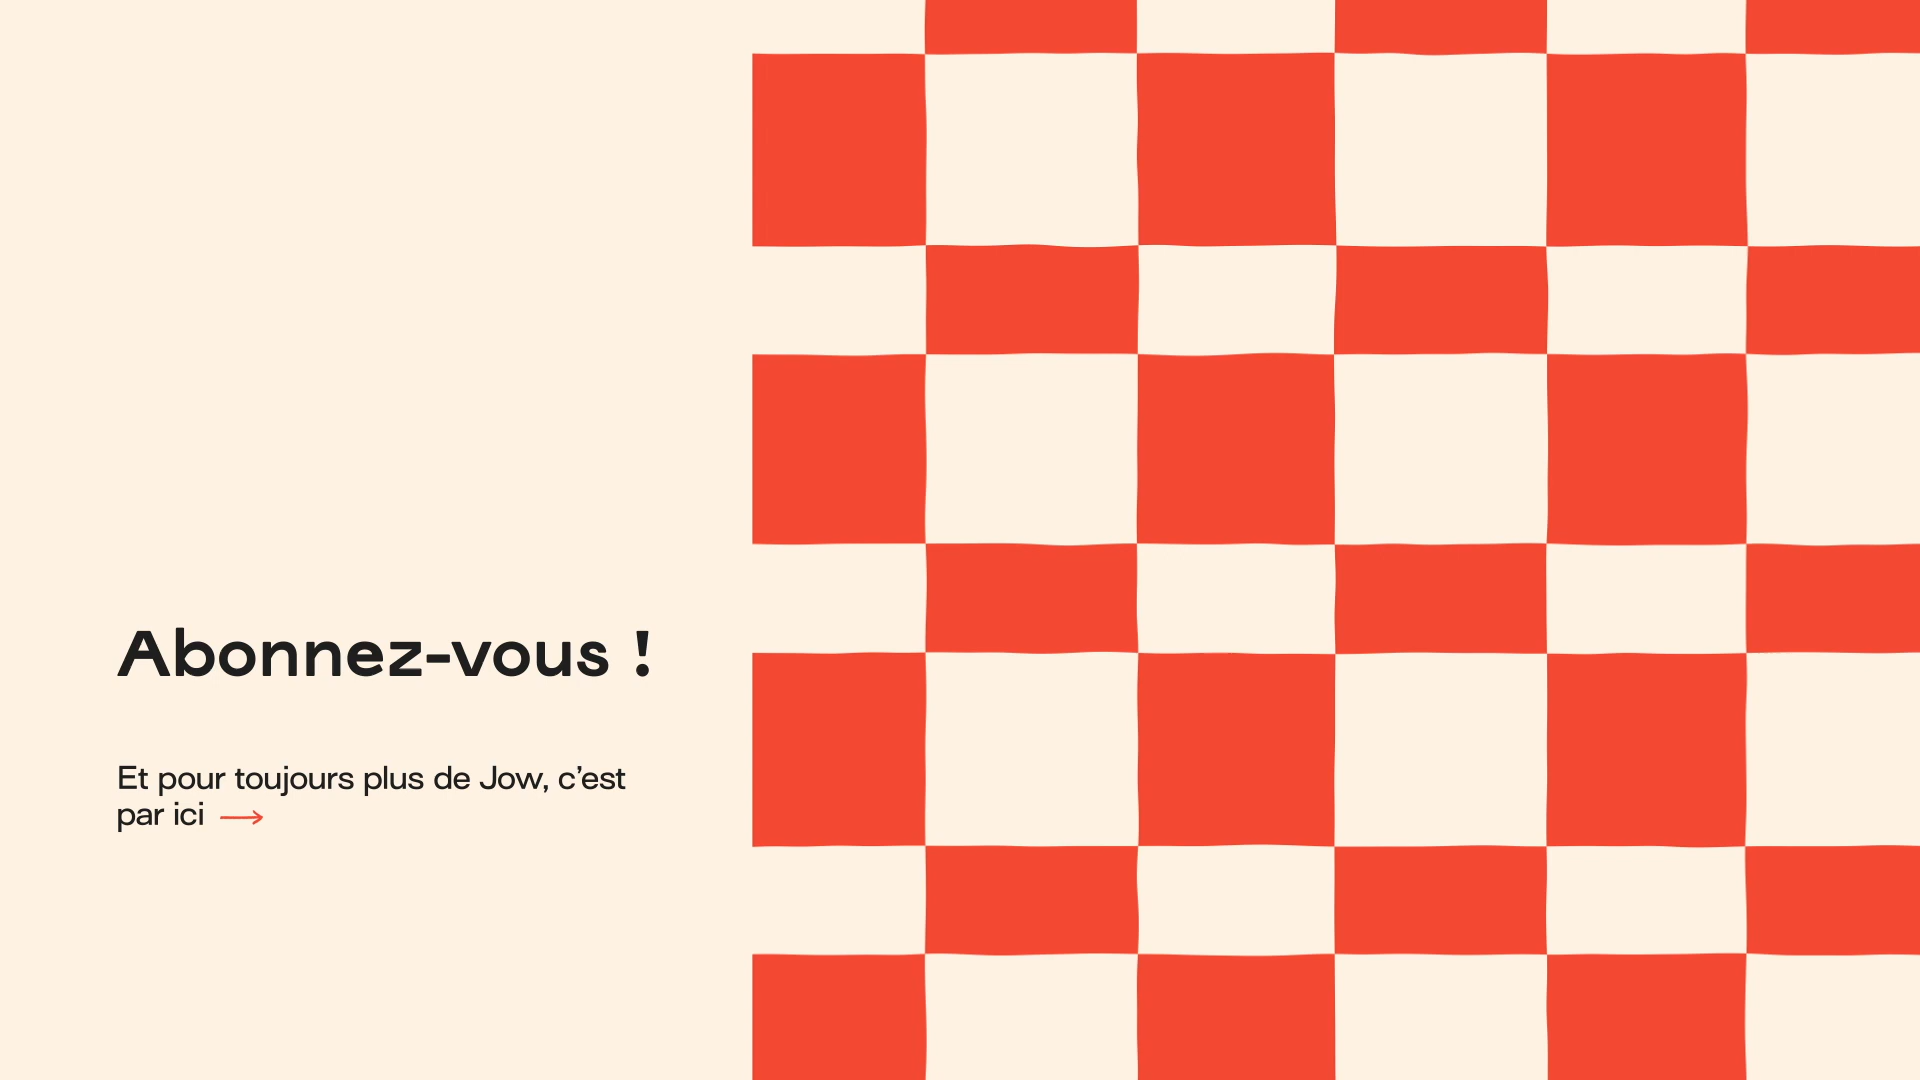 Abonnez-vous !
Et pour toujours plus de Jow, c’est
par ici →